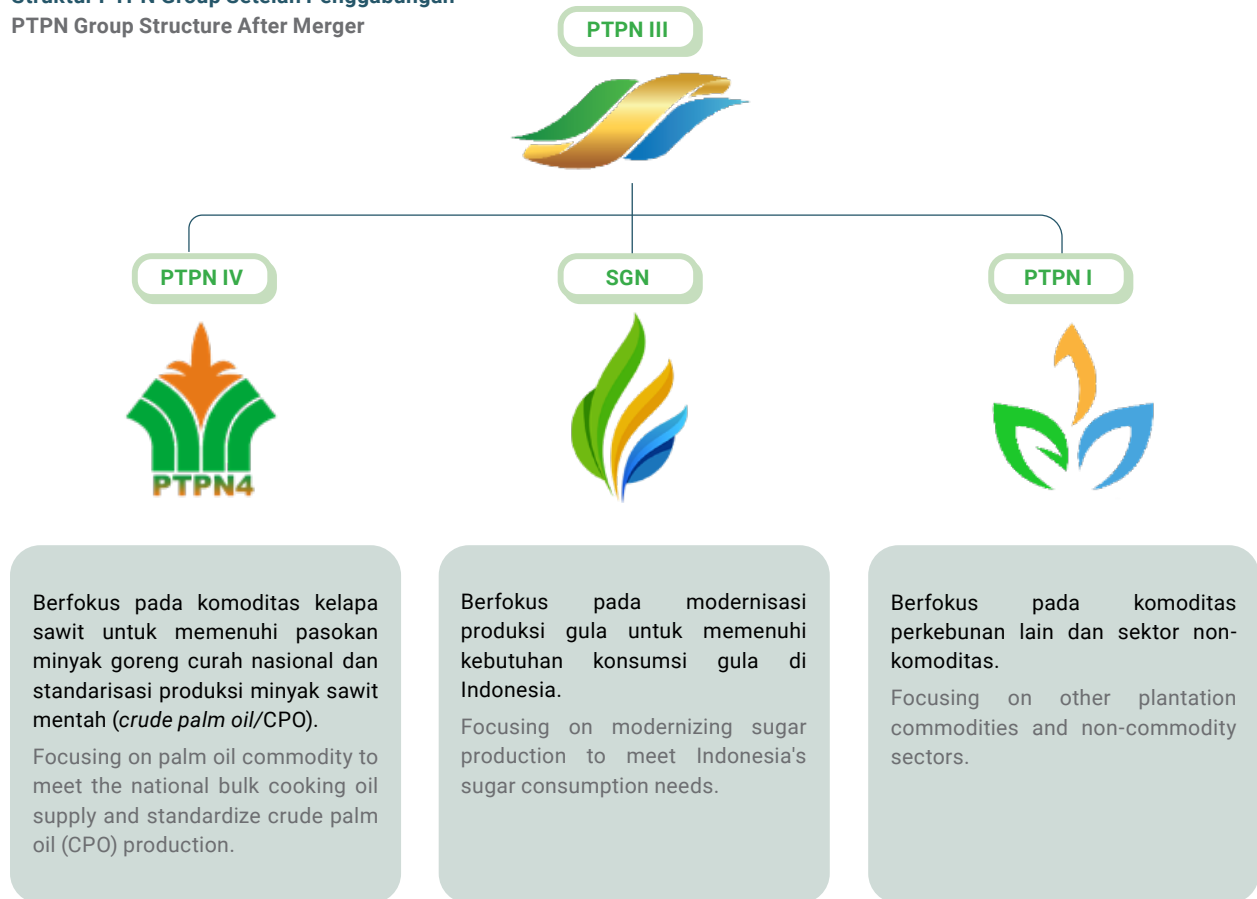 Struktur PTPN Group Setelah Penggabungan
PTPN Group Structure After Merger
PTPN III
PTPN IV
SGN
PTPN I
PTPN4
Berfokus pada komoditas kelapa
sawit untuk memenuhi pasokan
minyak goreng curah nasional dan
standarisasi produksi minyak sawit
mentah (crude palm oil/CPO).
Focusing on palm oil commodity to
meet the national bulk cooking oil
supply and standardize crude palm
oil (CPO) production.
Berfokus pada modernisasi
produksi gula untuk memenuhi
kebutuhan konsumsi gula di
Indonesia.
Focusing on modernizing sugar
production to meet Indonesia's
sugar consumption needs.
Berfokus pada komoditas
perkebunan lain dan sektor non-
komoditas.
Focusing on other plantation
commodities and non-commodity
sectors.